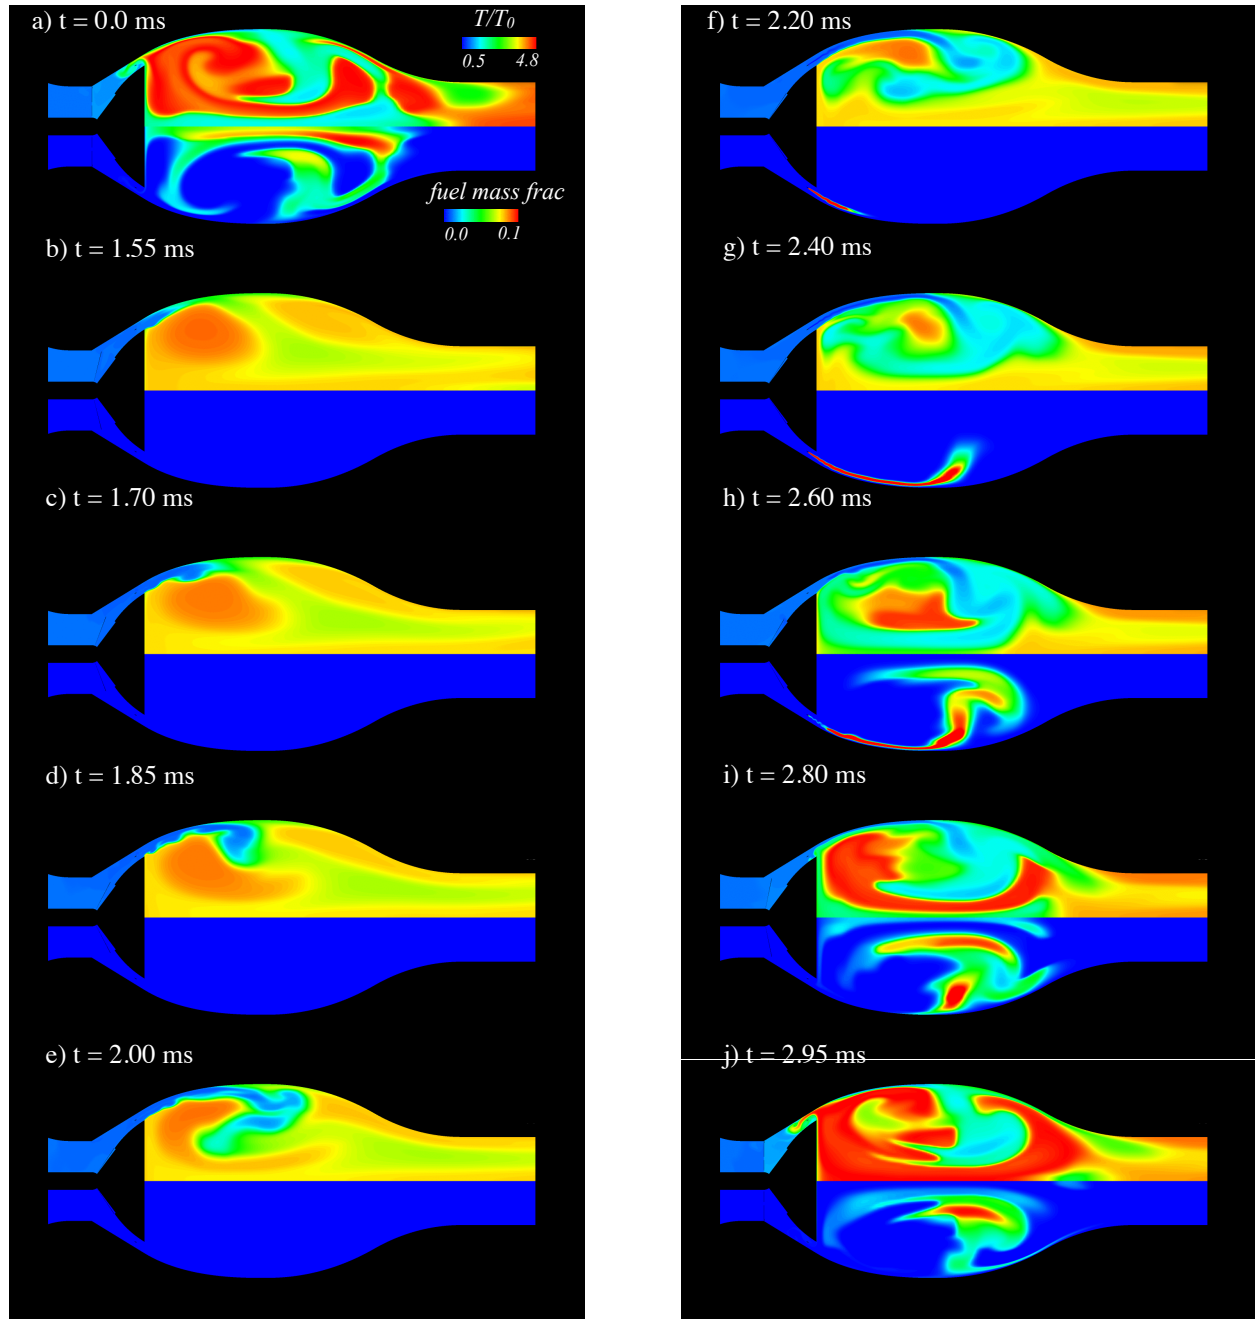 a) t = 0.0 ms
T/T0
0.5 4.8
fuel mass frac
0.0 0.1
b) t = 1.55 ms
c) t = 1.70 ms
d) t = 1.85 ms
e) t = 2.00 ms
f) t = 2.20 ms
g) t = 2.40 ms
h) t = 2.60 ms
i) t = 2.80 ms
j) t = 2.95 ms